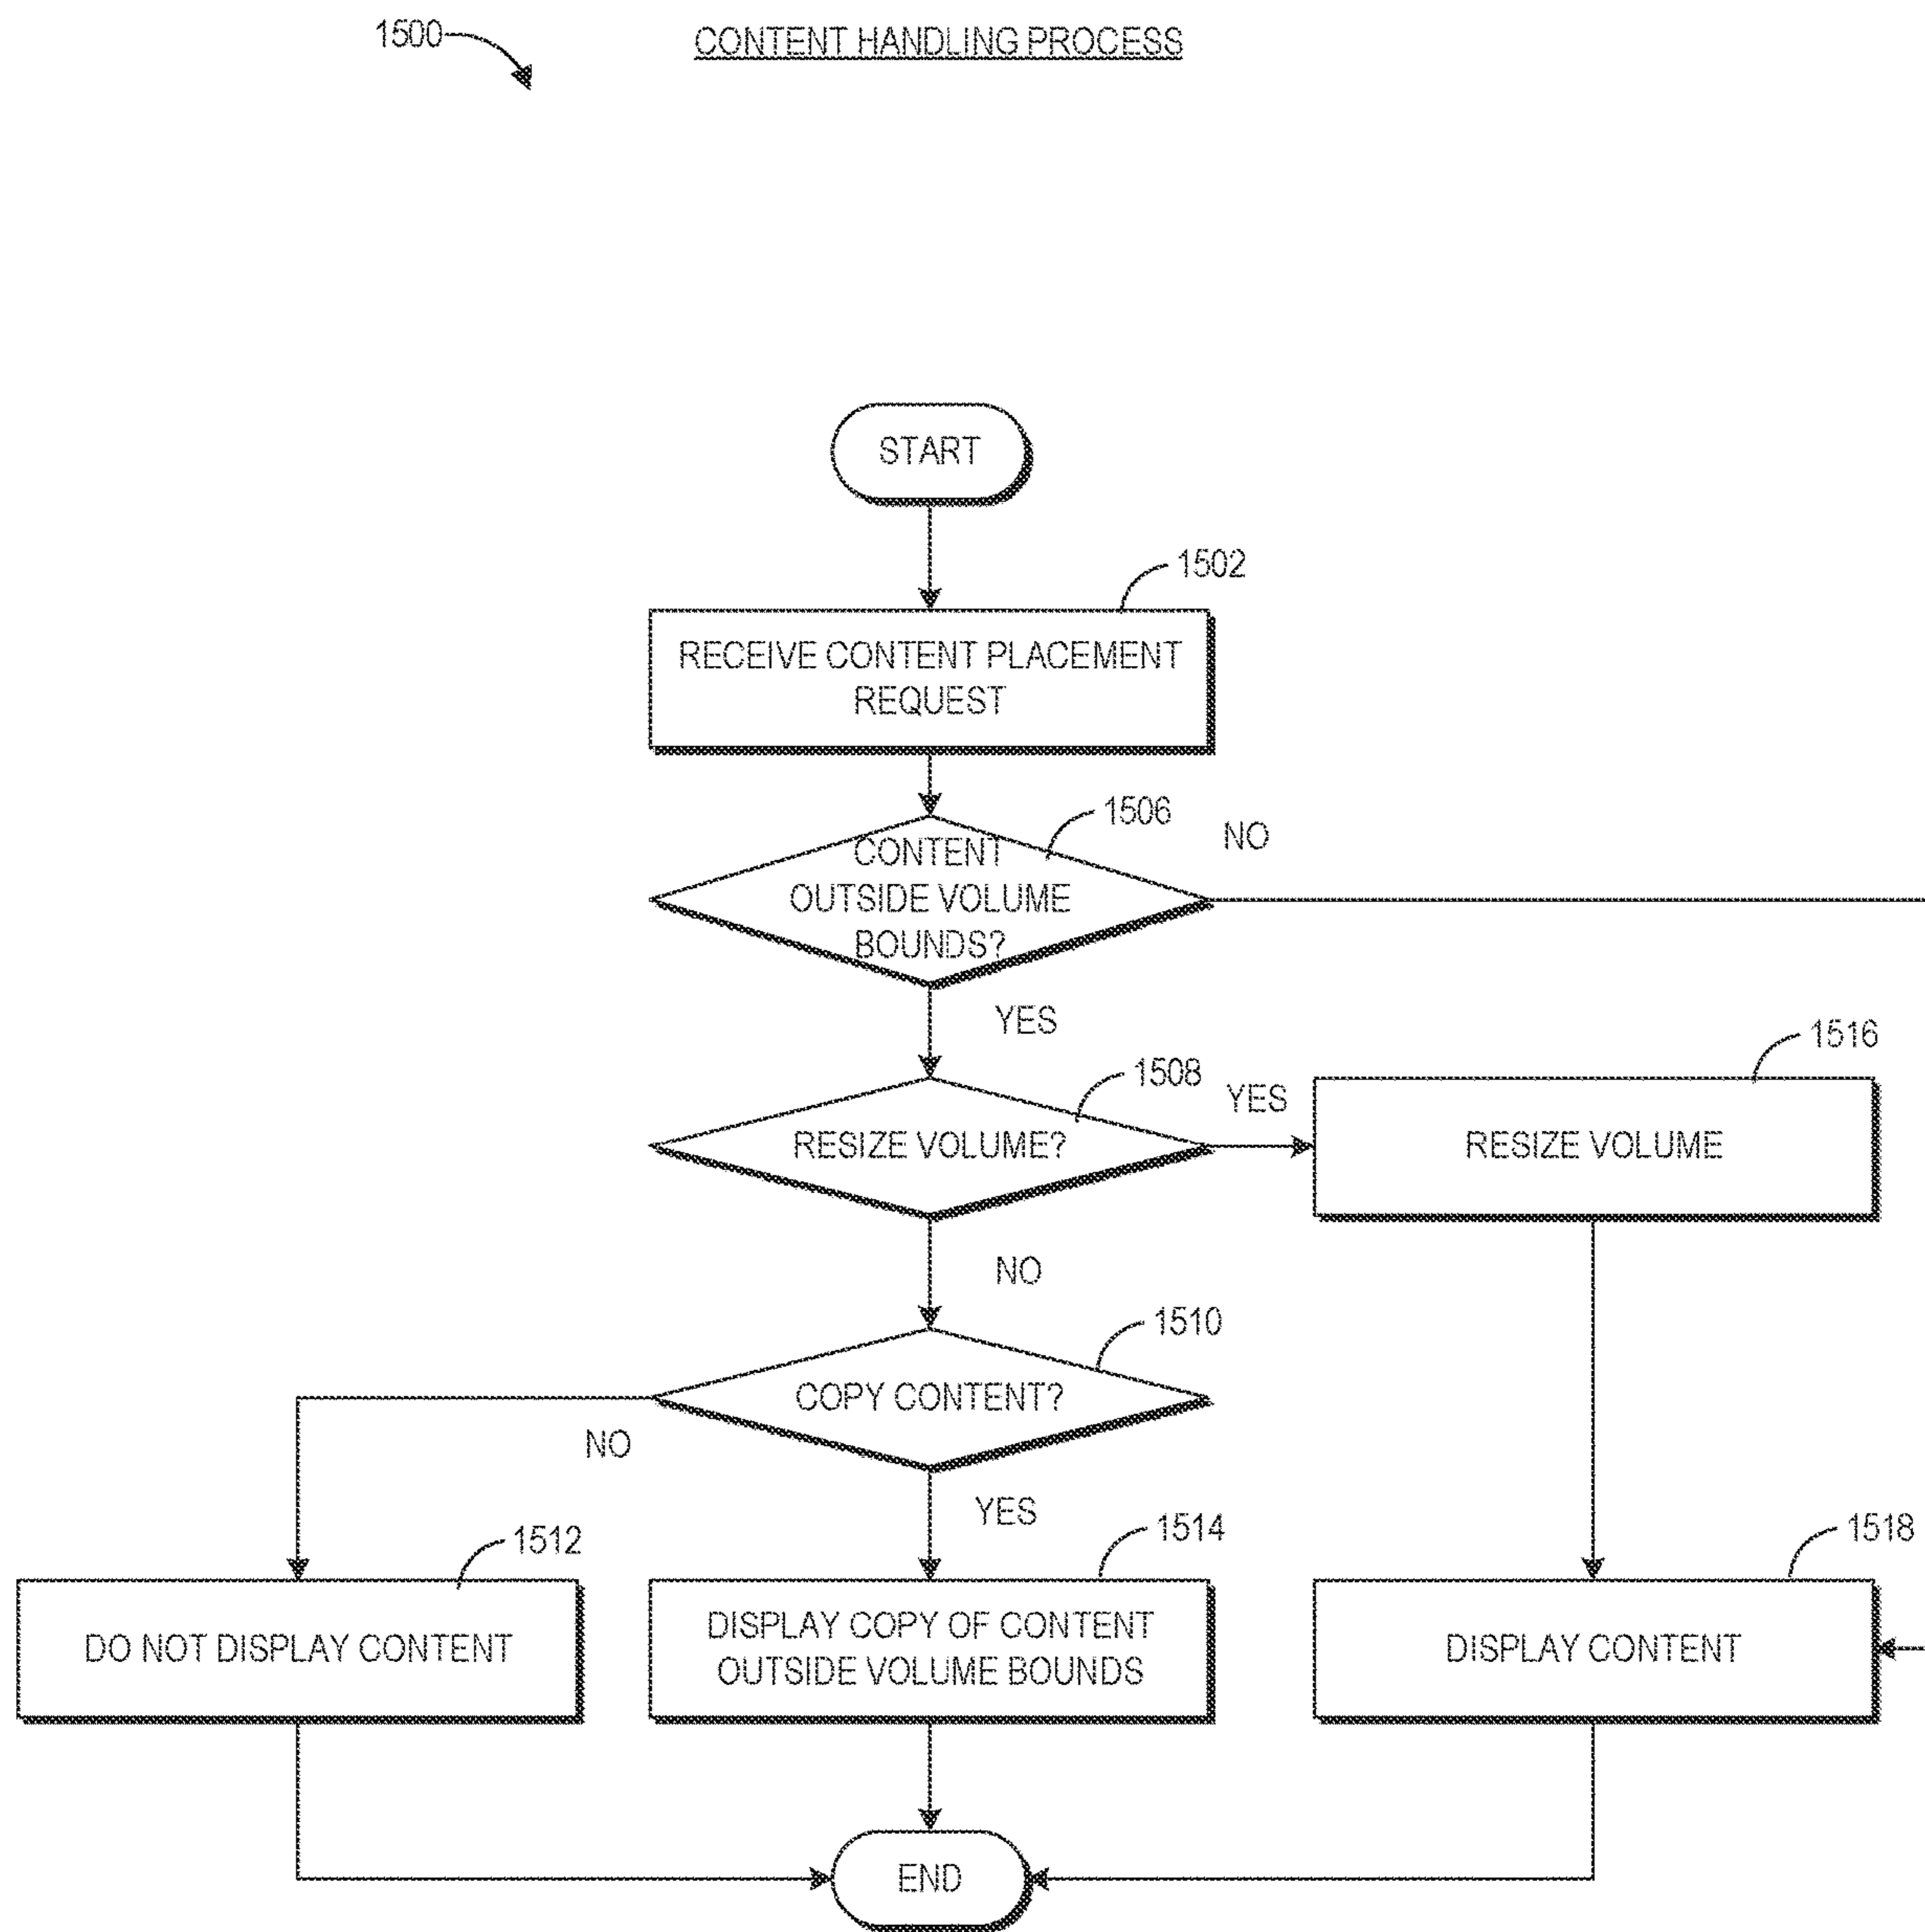 1500
CONTENT HANDLING PROCESS
START
1502
RECEIVE CONTENT PLACEMENT
REQUEST
1506
NO
CONTENT
OUTSIDE VOLUME
BOUNDS?
YES
1508
YES
1516
RESIZE VOLUME?
RESIZE VOLUME
NO
1510
COPY CONTENT?
NO
YES
1512
1514
1518
DO NOT DISPLAY CONTENT
DISPLAY COPY OF CONTENT
OUTSIDE VOLUME BOUNDS
DISPLAY CONTENT
END